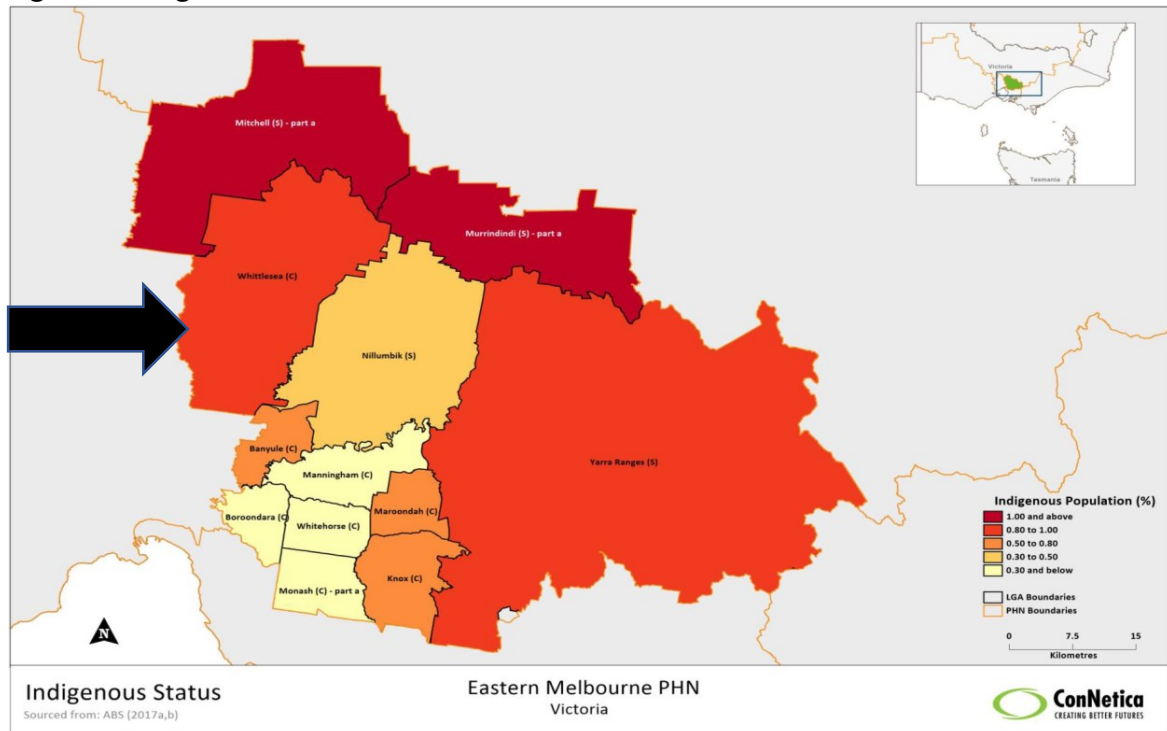 Victoria
Tasmania
Mitchell (S) - part a
Murrindindi (S) - part a
Whittlesea (C)
Nillumbik (S)
Banyule (C)
Yarra Ranges (S)
Manningham (C)
Maroondah (C)
Boroondara (C)
Whitehorse (C)
Knox (C)
Monash (C) - part a
Indigenous Population (%)
1.00 and above
0.80 to 1.00
0.50 to 0.80
0.30 to 0.50
0.30 and below
LGA Boundaries
PHN Boundaries
0 7.5 15
Kilometres
N
Indigenous Status
Sourced from: ABS (2017a,b)
Eastern Melbourne PHN
Victoria
ConNetica
CREATING BETTER FUTURES